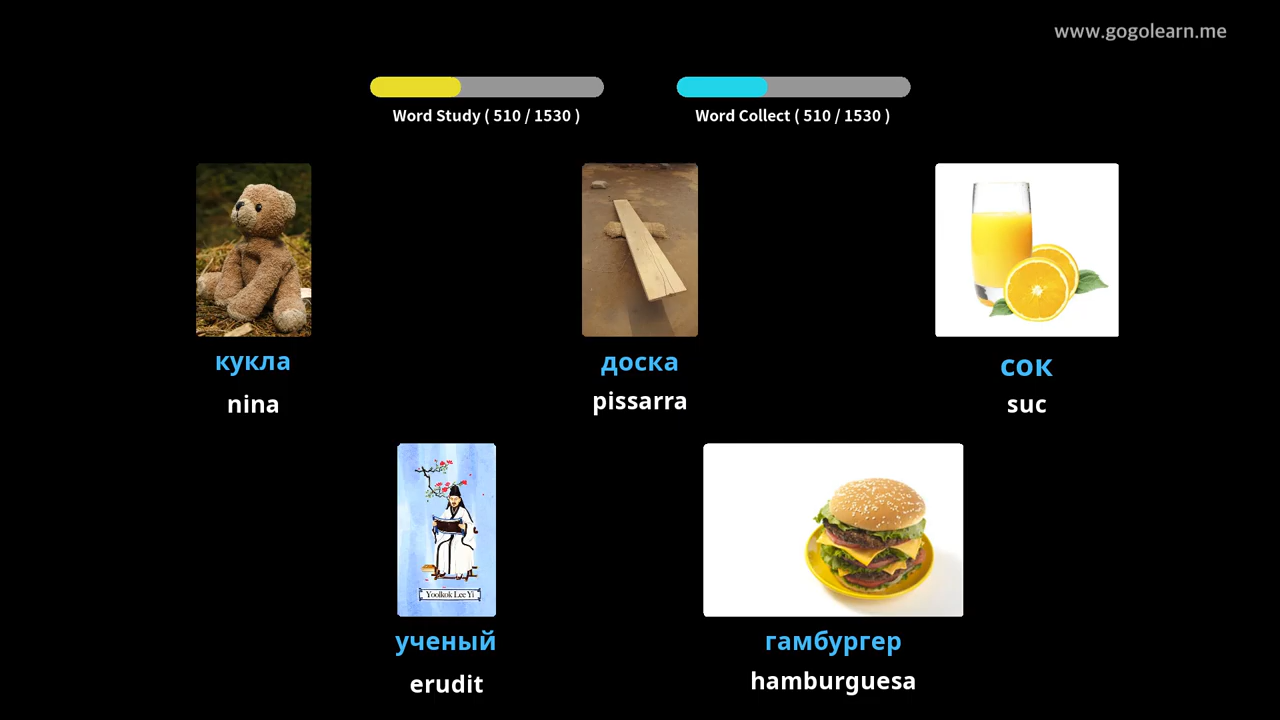 www.gogolearn.me
Word Study ( 510 / 1530 )
Word Collect ( 510 / 1530 )
кукла
nina
доска
pissarra
сок
suc
Yoolkok Lee Yi
ученый
erudit
гамбургер
hamburguesa